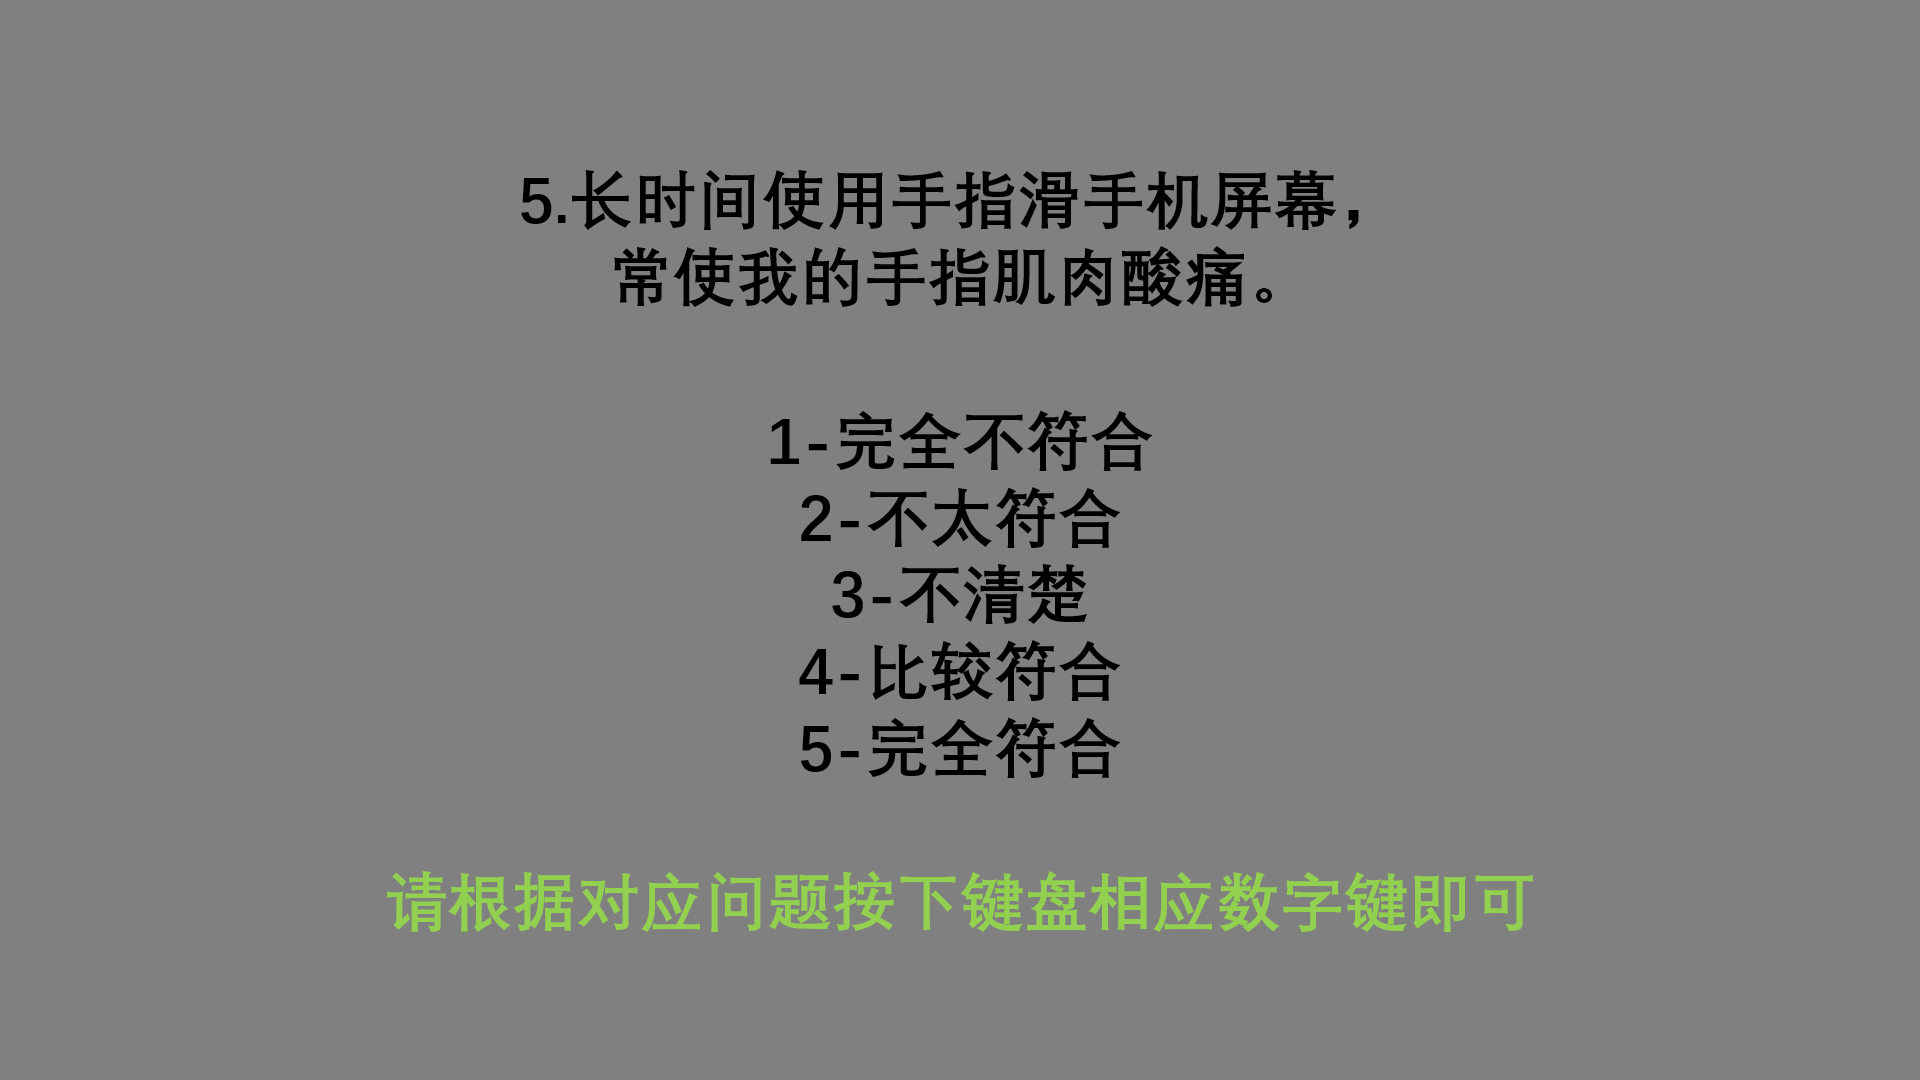 5.长时间使用手指滑手机屏幕，
常使我的手指肌肉酸痛。
1-完全不符合
2-不太符合
3-不清楚
4-比较符合
5-完全符合
请根据对应问题按下键盘相应数字键即可